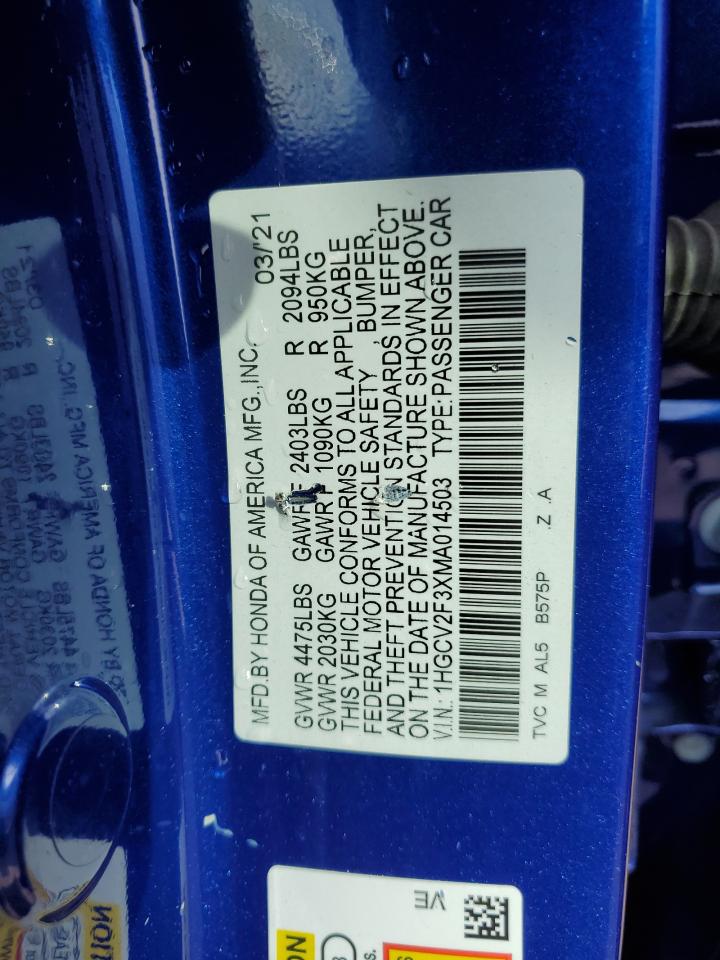 MFD.BY HONDA OF AMERICA MFG.,INC. 03/'21
GVWR 4475LBS GAWR F 2403LBS R 2094LBS
GVWR 2030KG GAWR F 1090KG R 950KG
THIS VEHICLE CONFORMS TO ALL APPLICABLE
FEDERAL MOTOR VEHICLE SAFETY, BUMPER,
AND THEFT PREVENTION STANDARDS IN EFFECT
ON THE DATE OF MANUFACTURE SHOWN ABOVE.
V.I.N.: 1HGCV2F3XMA014503 TYPE:PASSENGER CAR
TVC M AL5 B575P .Z .A
VE
ON
s.